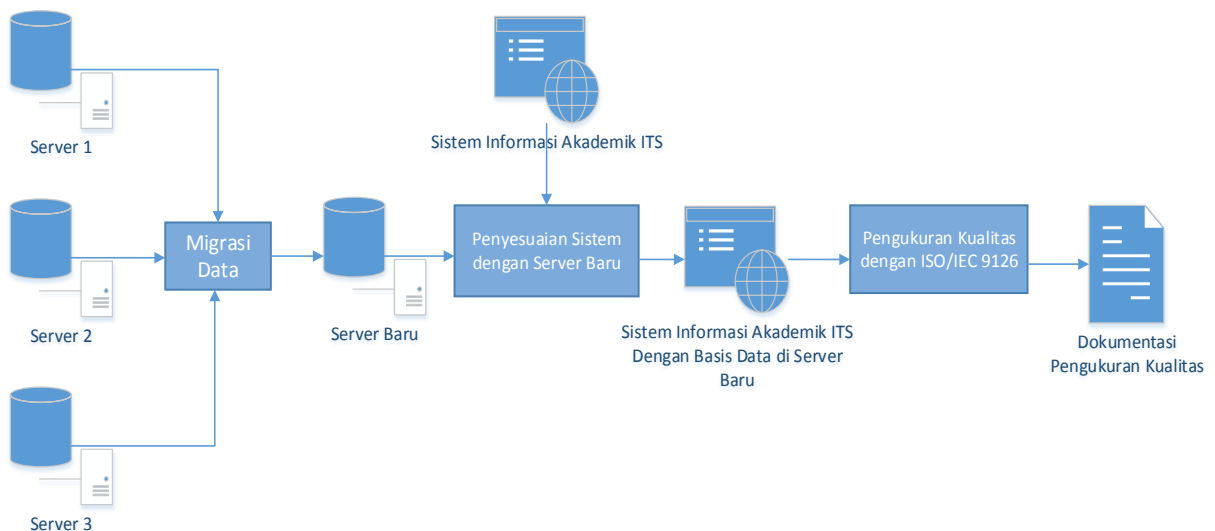 Server 1
Sistem Informasi Akademik ITS
Migrasi
Data
Penyesuaian Sistem
dengan Server Baru
Pengukuran Kualitas
dengan ISO/IEC 9126
Server 2
Server Baru
Sistem Informasi Akademik ITS
Dengan Basis Data di Server
Baru
Dokumentasi
Pengukuran Kualitas
Server 3